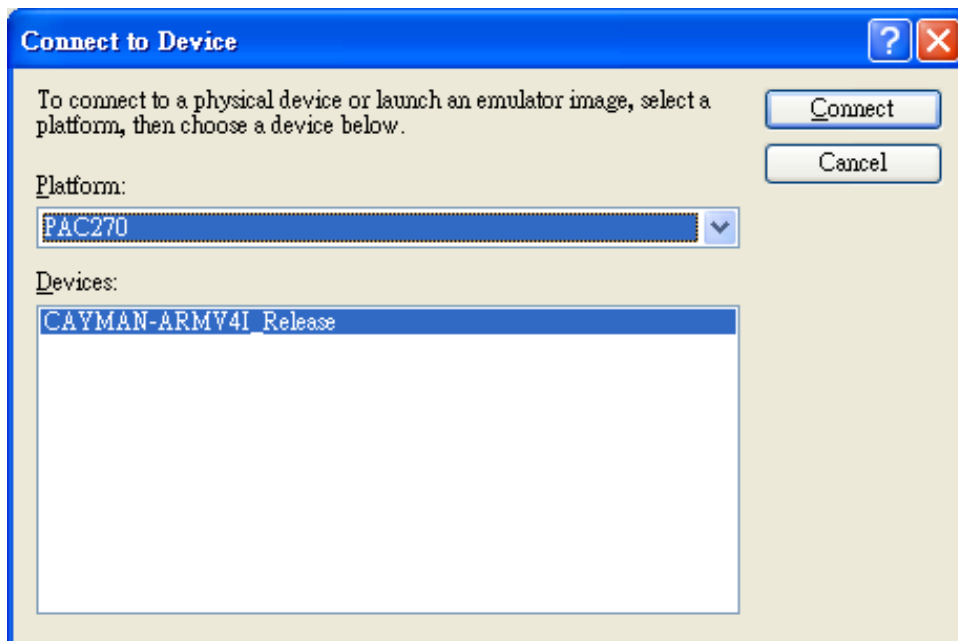 Connect to Device
?
To connect to a physical device or launch an emulator image, select a
platform, then choose a device below.
Connect
Cancel
Platform:
PAC270
Devices:
CAYMAN-ARMV4I_Release